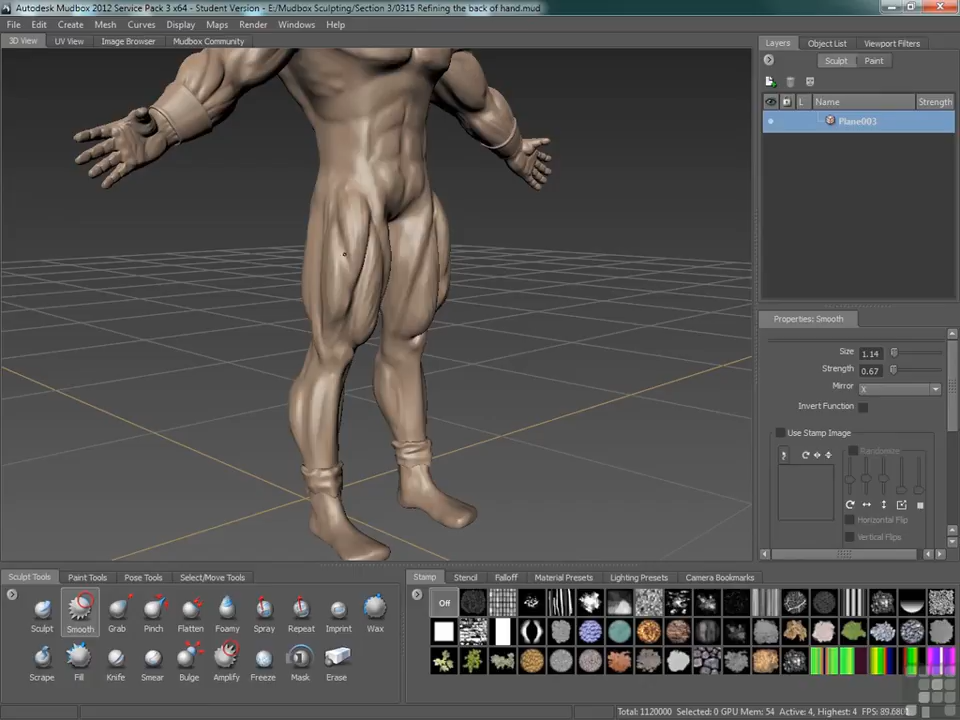 Autodesk Mudbox 2012 Service Pack 3 x64 - Student Version - E:/Mudbox Sculpting/Section 3/0315 Refining the back of hand.mud
File Edit Create Mesh Curves Display Maps Render Windows Help
3D View UV View Image Browser Mudbox Community
Layers Object List Viewport Filters
Sculpt Paint
L Name Strength
Plane003
Properties: Smooth
Size 1.14
Strength 0.67
Mirror X
Invert Function
Use Stamp Image
Randomize
Horizontal Flip
Vertical Flips
Sculpt Tools Paint Tools Pose Tools Select/Move Tools
Stamp Stencil Falloff Material Presets Lighting Presets Camera Bookmarks
Off
Sculpt Smooth Grab Pinch Flatten Foamy Spray Repeat Imprint Wax
Scrape Fill Knife Smear Bulge Amplify Freeze Mask Erase
Total: 1120000 Selected: 0 GPU Mem: 54 Active: 4, Highest: 4 FPS: 89.6801